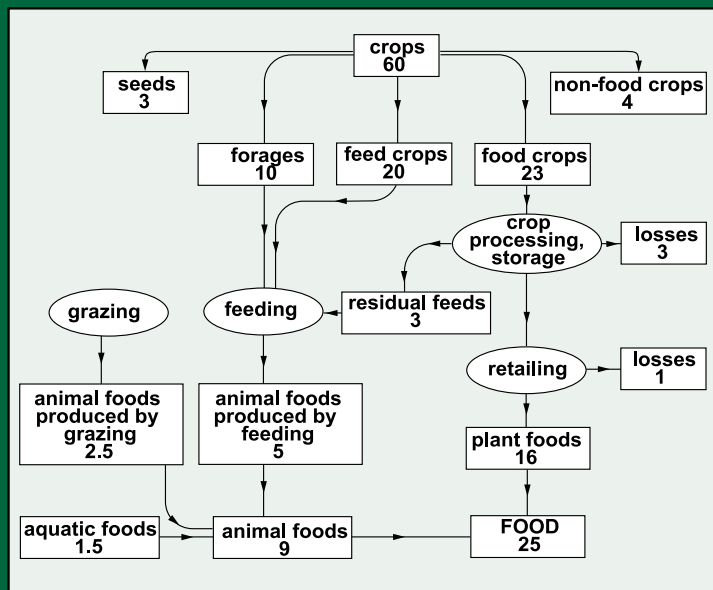 crops
60
seeds
3
non-food crops
4
forages
10
feed crops
20
food crops
23
crop
processing,
storage
losses
3
grazing
feeding
residual feeds
3
retailing
losses
1
animal foods
produced by
grazing
2.5
animal foods
produced by
feeding
5
plant foods
16
aquatic foods
1.5
animal foods
9
FOOD
25